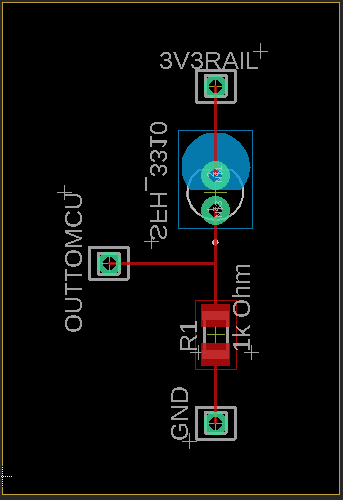 3V3RAIL
SFH_3310
OUTTOMCU
R1
1k Ohm
GND